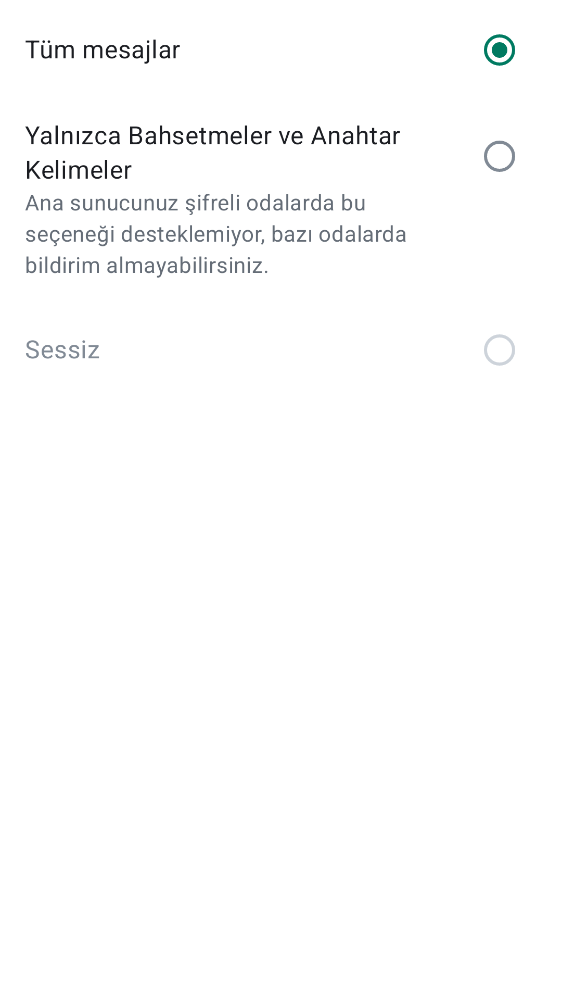 Tüm mesajlar
Yalnızca Bahsetmeler ve Anahtar
Kelimeler
Ana sunucunuz şifreli odalarda bu
seçeneği desteklemiyor, bazı odalarda
bildirim almayabilirsiniz.
Sessiz